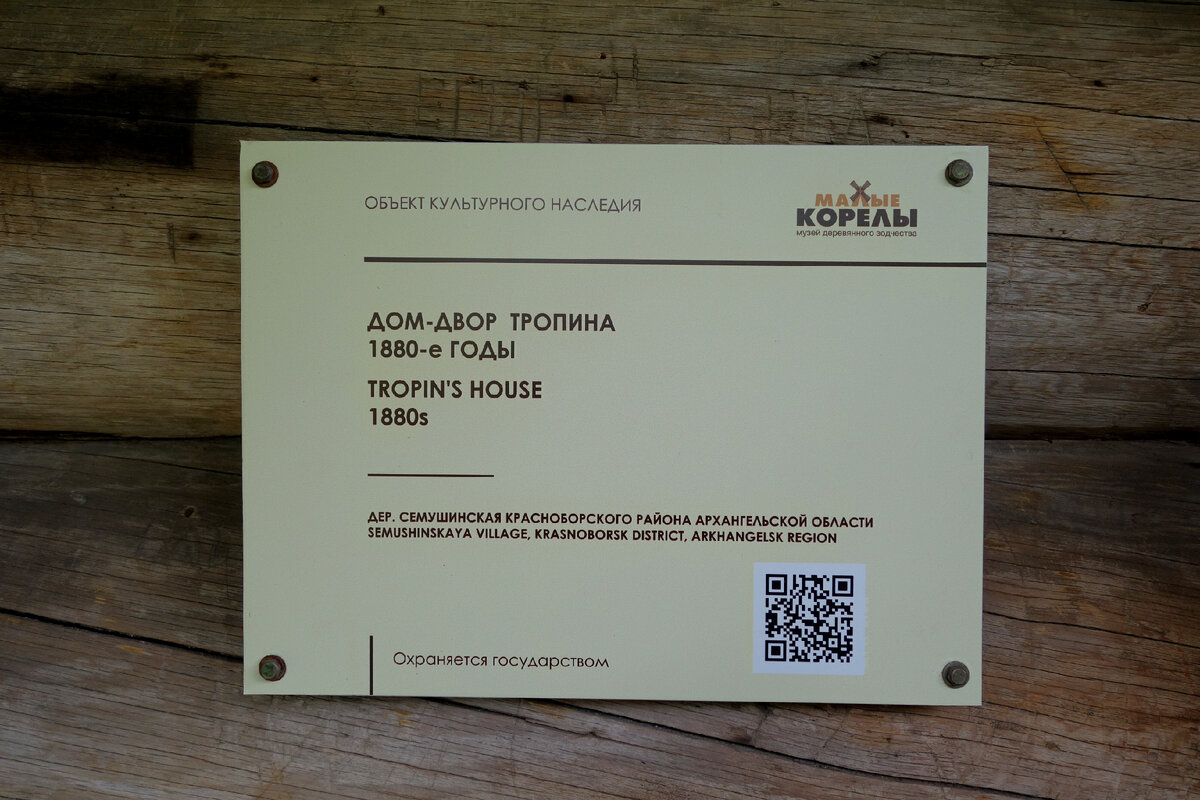 ОБЪЕКТ КУЛЬТУРНОГО НАСЛЕДИЯ
МАЛЫЕ
КОРЕЛЫ
музей деревянного зодчества
ДОМ-ДВОР ТРОПИНА
1880-е ГОДЫ
TROPIN'S HOUSE
1880s
ДЕР. СЕМУШИНСКАЯ КРАСНОБОРСКОГО РАЙОНА АРХАНГЕЛЬСКОЙ ОБЛАСТИ
SEMUSHINSKAYA VILLAGE, KRASNOBORSK DISTRICT, ARKHANGELSK REGION
Охраняется государством